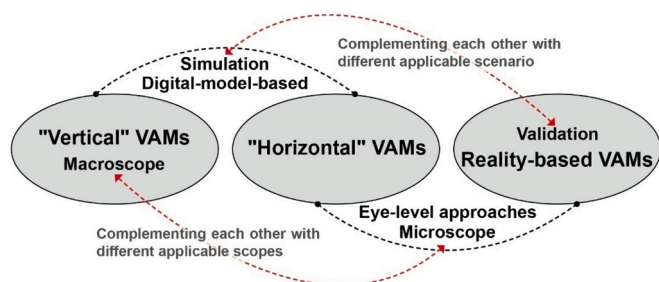 Complementing each other with
different applicable scenario
Simulation
Digital-model-based
"Vertical" VAMs
Macroscope
"Horizontal" VAMs
Validation
Reality-based VAMs
Eye-level approaches
Microscope
Complementing each other with
different applicable scopes